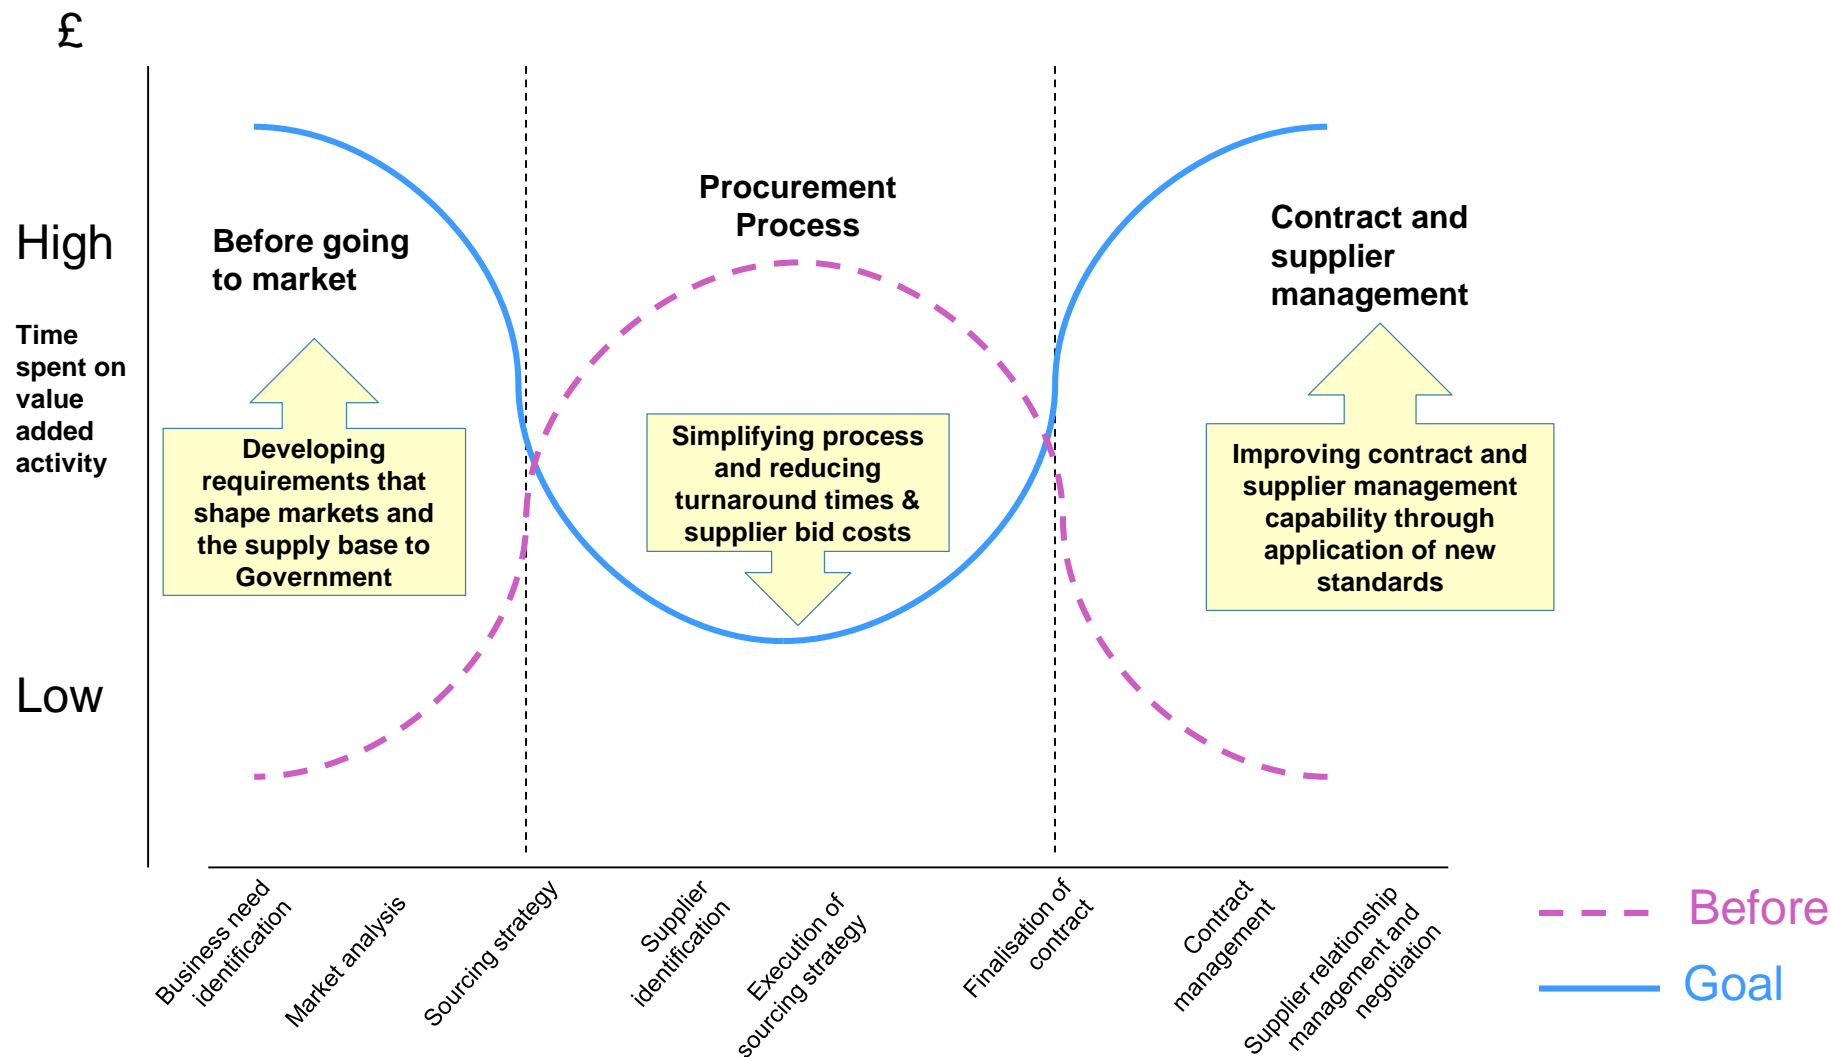 £
High
Time
spent on
value
added
activity
Low
Before going
to market
Developing
requirements that
shape markets and
the supply base to
Government
Procurement
Process
Simplifying process
and reducing
turnaround times &
supplier bid costs
Contract and
supplier
management
Improving contract and
supplier management
capability through
application of new
standards
Business need
identification
Market analysis
Sourcing strategy
Supplier
identification
Execution of
sourcing strategy
Finalisation of
contract
Contract
management
Supplier relationship
management and
negotiation
Before
Goal